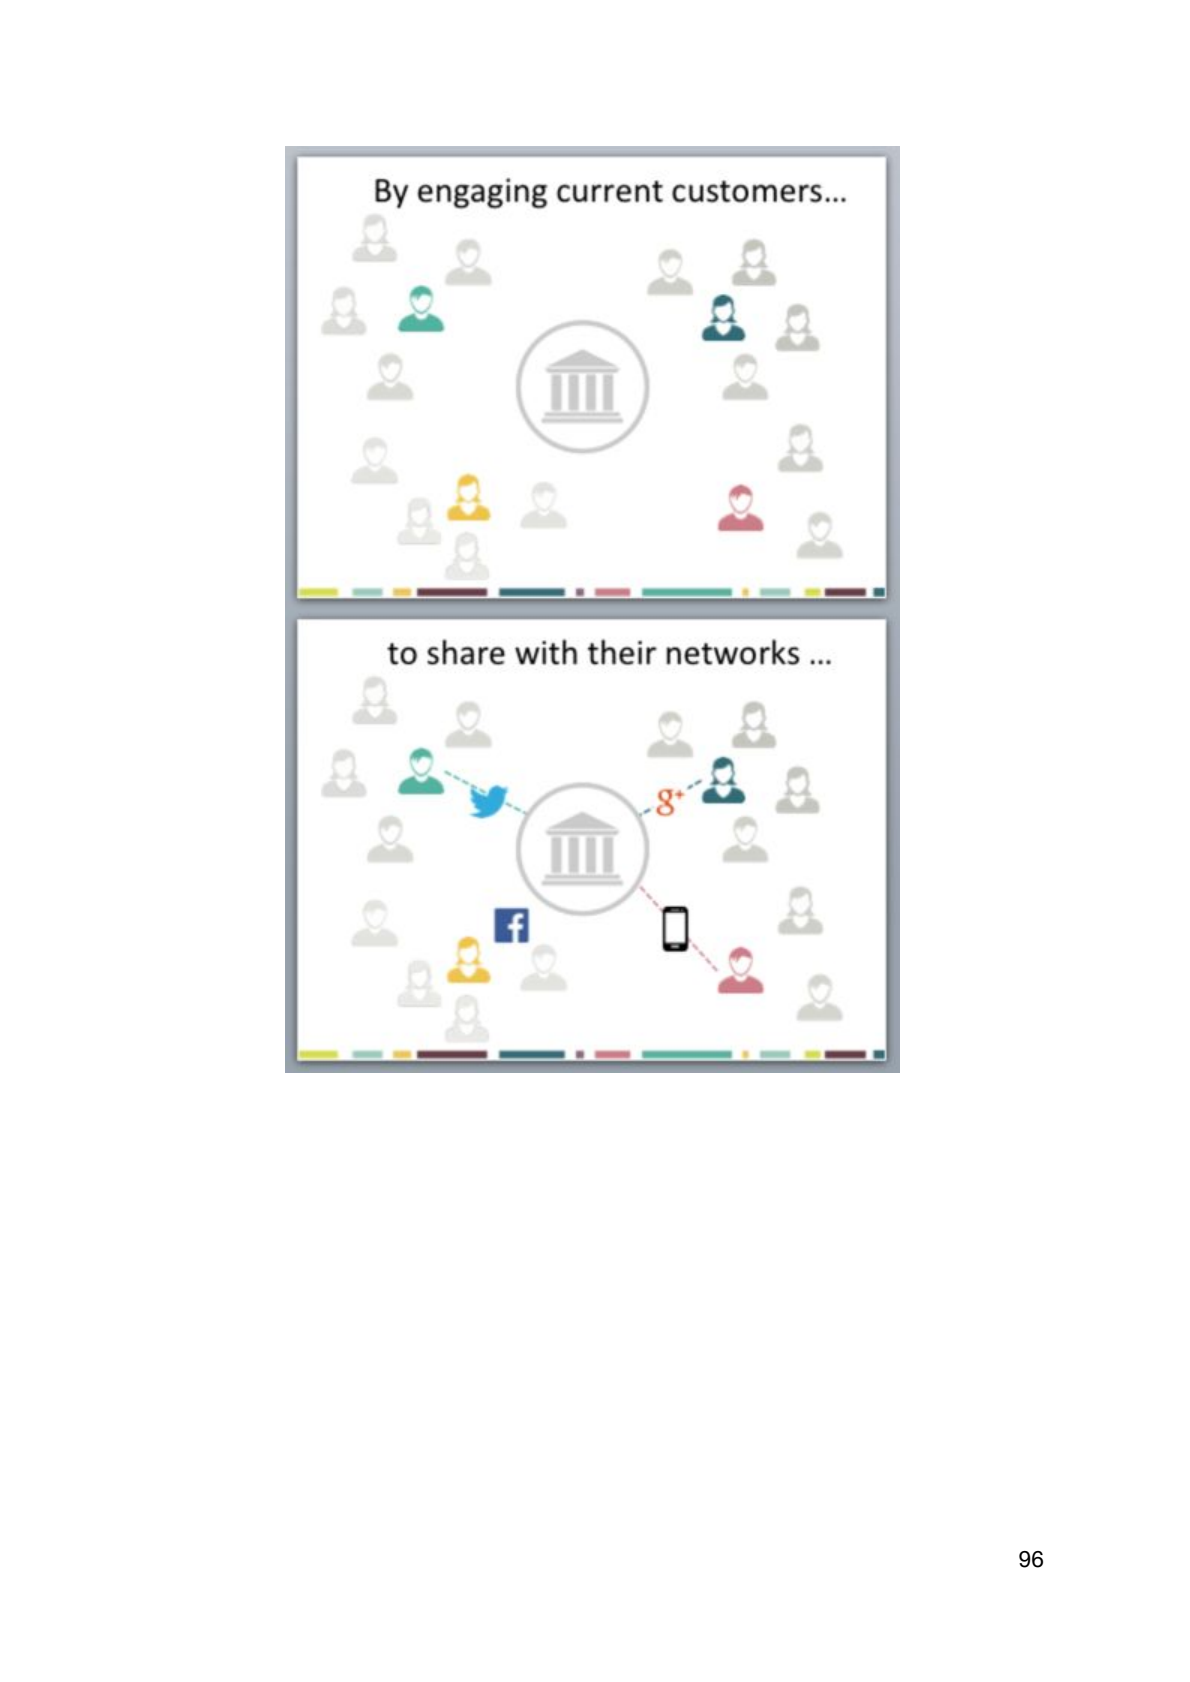 By engaging current customers...
to share with their networks ...
g+
f
96